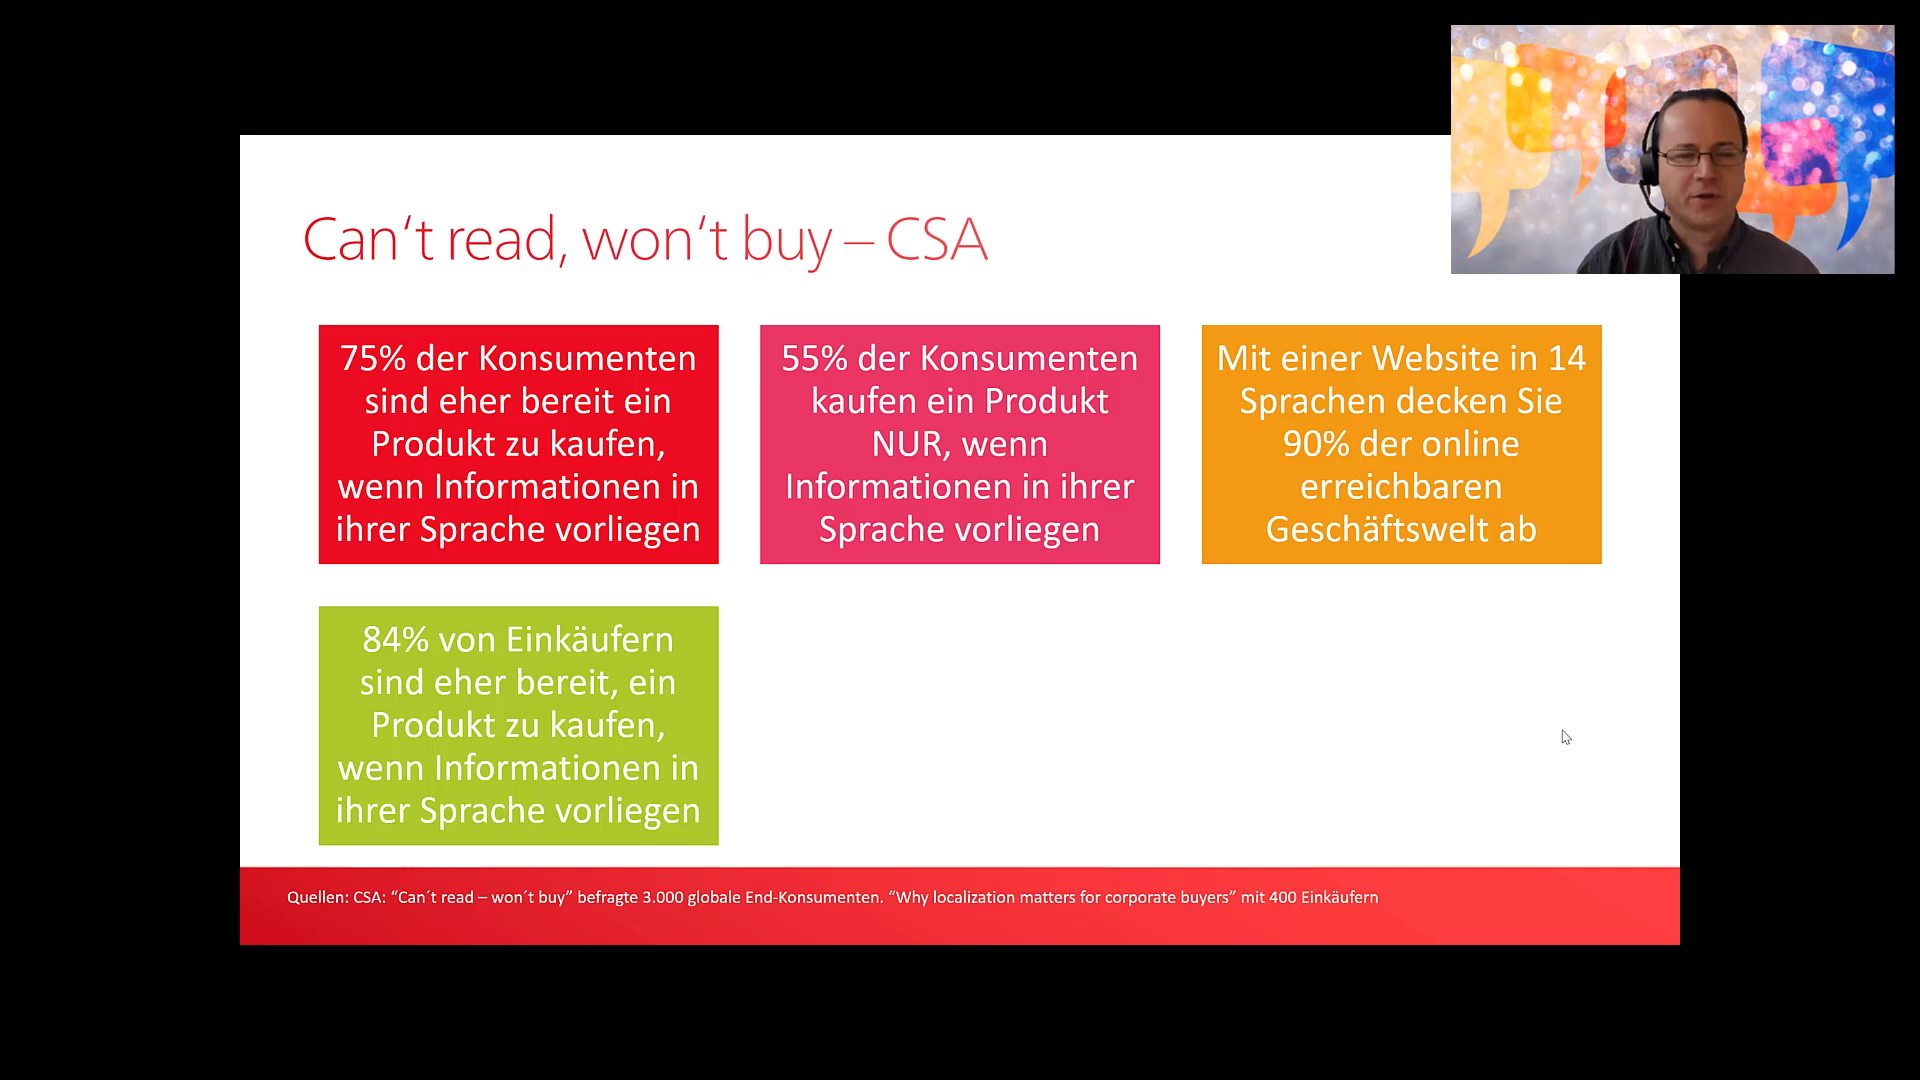 Can‘t read, won‘t buy – CSA
75% der Konsumenten
sind eher bereit ein
Produkt zu kaufen,
wenn Informationen in
ihrer Sprache vorliegen
55% der Konsumenten
kaufen ein Produkt
NUR, wenn
Informationen in ihrer
Sprache vorliegen
Mit einer Website in 14
Sprachen decken Sie
90% der online
erreichbaren
Geschäftswelt ab
84% von Einkäufern
sind eher bereit, ein
Produkt zu kaufen,
wenn Informationen in
ihrer Sprache vorliegen
Quellen: CSA: “Can´t read – won´t buy” befragte 3.000 globale End-Konsumenten. “Why localization matters for corporate buyers” mit 400 Einkäufern